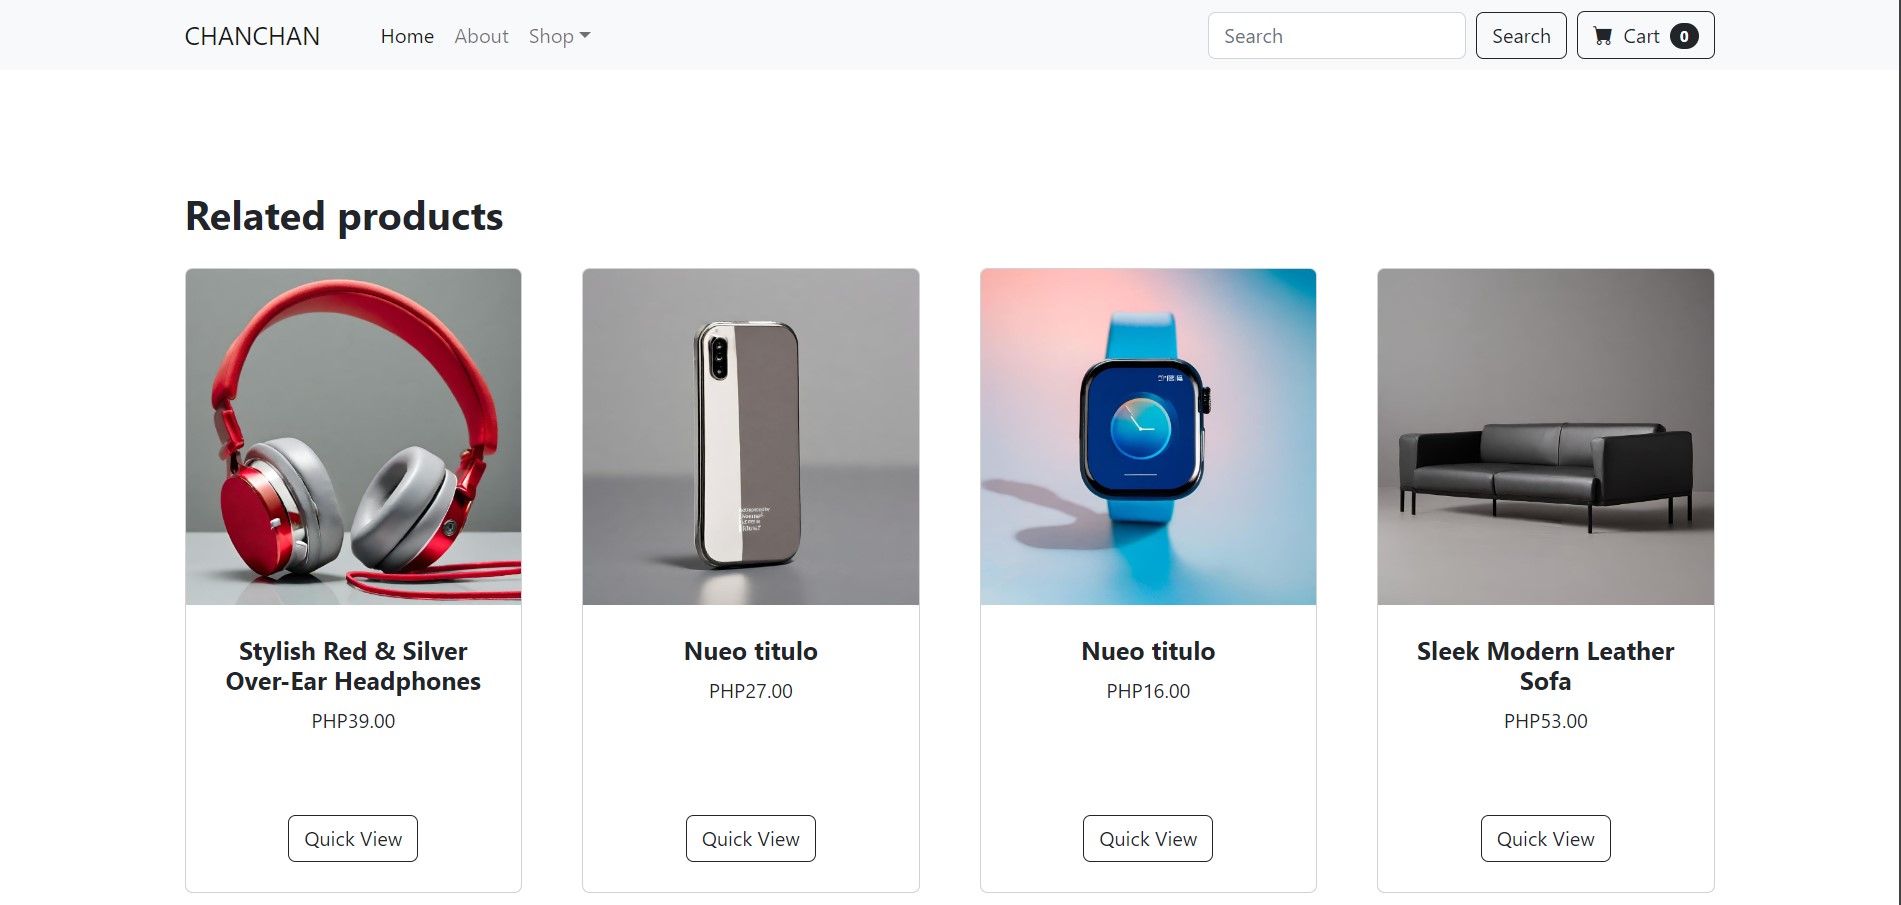 CHANCHAN Home About Shop Search Search Cart 0
Related products
Stylish Red & Silver
Over-Ear Headphones
PHP39.00
Quick View
Nueo titulo
PHP27.00
Quick View
Nueo titulo
PHP16.00
Quick View
Sleek Modern Leather
Sofa
PHP53.00
Quick View